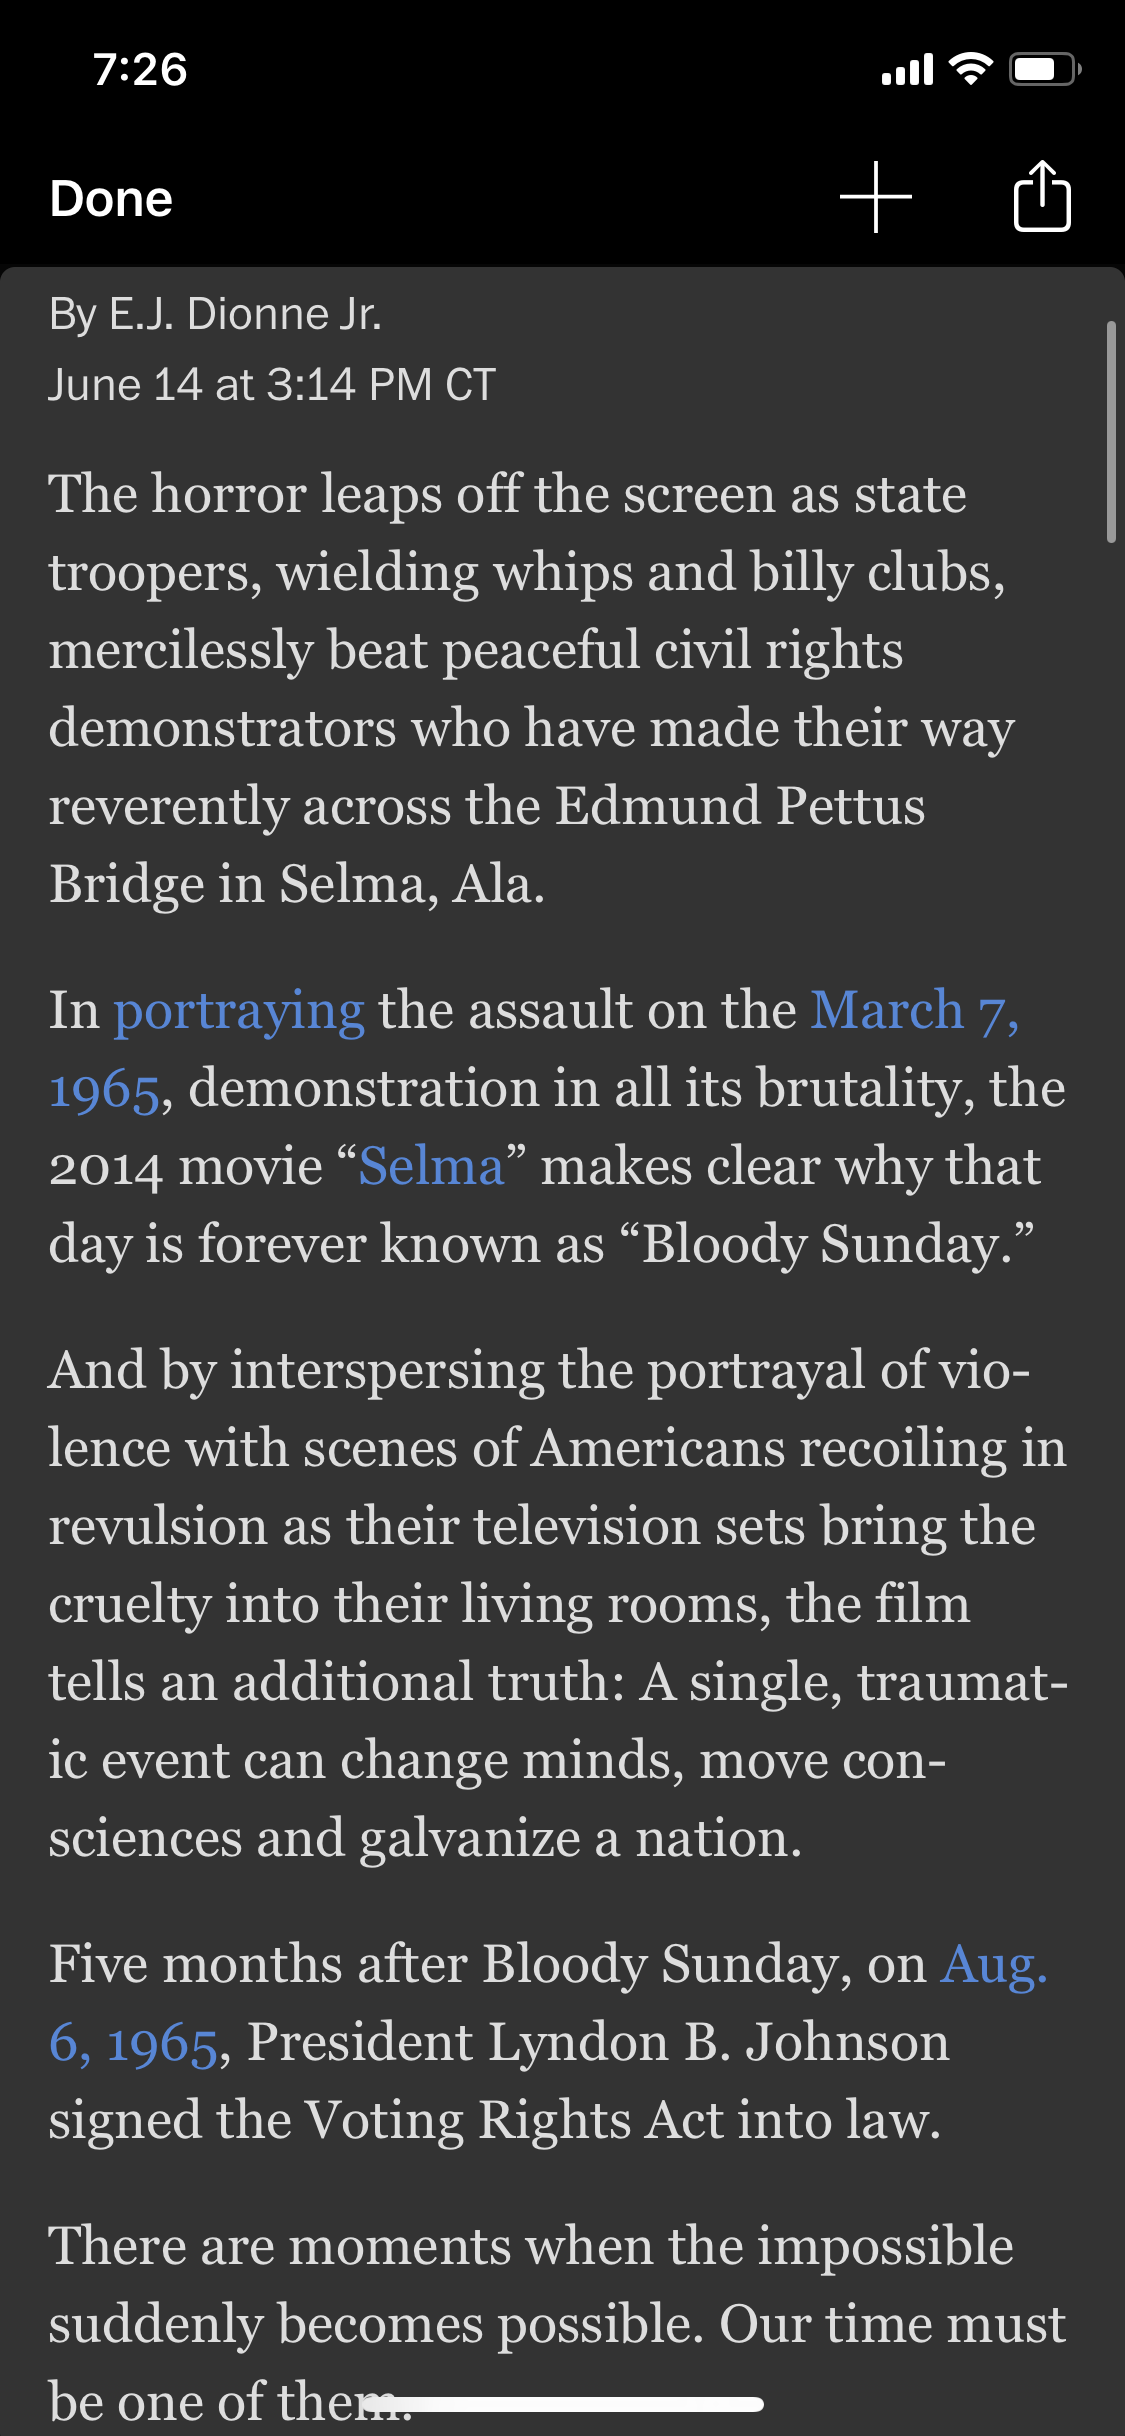 7:26
Done
By E.J. Dionne Jr.
June 14 at 3:14 PM CT
The horror leaps off the screen as state
troopers, wielding whips and billy clubs,
mercilessly beat peaceful civil rights
demonstrators who have made their way
reverently across the Edmund Pettus
Bridge in Selma, Ala.
In portraying the assault on the March 7,
1965, demonstration in all its brutality, the
2014 movie “Selma” makes clear why that
day is forever known as “Bloody Sunday.”
And by interspersing the portrayal of vio-
lence with scenes of Americans recoiling in
revulsion as their television sets bring the
cruelty into their living rooms, the film
tells an additional truth: A single, traumat-
ic event can change minds, move con-
sciences and galvanize a nation.
Five months after Bloody Sunday, on Aug.
6, 1965, President Lyndon B. Johnson
signed the Voting Rights Act into law.
There are moments when the impossible
suddenly becomes possible. Our time must
be one of them.